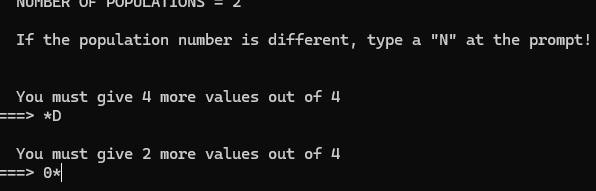 NUMBER OF POPULATIONS = 2
If the population number is different, type a "N" at the prompt!
You must give 4 more values out of 4
===> *D
You must give 2 more values out of 4
===> 0*